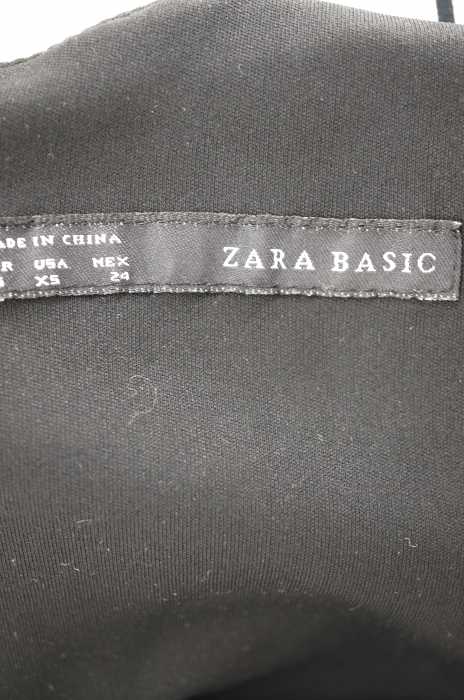 ADE IN CHINA
R USA MEX
XS 24
ZARA BASIC